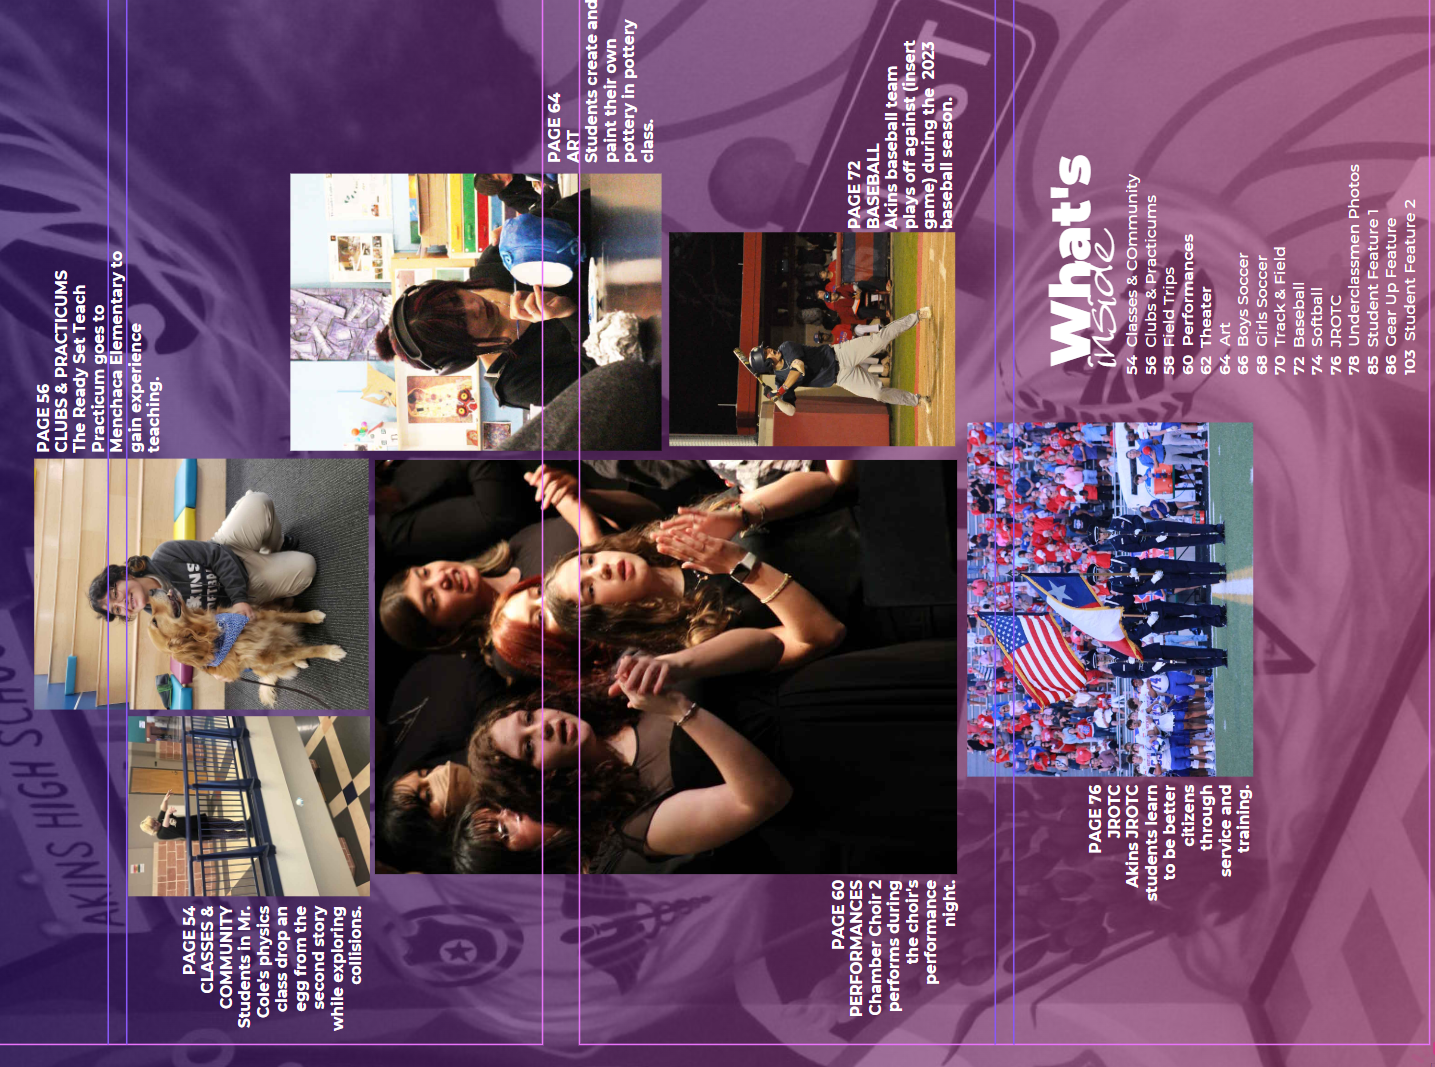 PAGE 56
CLUBS & PRACTICUMS
The Ready Set Teach
Practicum goes to
Menchaca Elementary to
gain experience
teaching.
PAGE 54
CLASSES &
COMMUNITY
Students in Mr.
Cole's physics
class drop an
egg from the
second story
while exploring
collisions.
PAGE 64
ART
Students create and
paint their own
pottery in pottery
class.
PAGE 72
BASEBALL
Akins baseball team
plays off against (insert
game) during the 2023
baseball season.
PAGE 60
PERFORMANCES
Chamber Choir 2
performs during
the choir's
performance
night.
What's
inside
54 Classes & COmmunity
56 Clubs & Practicums
58 Field Trips
60 Performances
62 Theater
64 Art
66 Boys Soccer
68 Girls Soccer
70 Track & Field
72 Baseball
74 Softball
76 JROTC
78 Underclassmen Photos
85 Student Feature 1
86 Gear Up Feature
103 Student Feature 2
PAGE 76
JROTC
Akins JROTC
students learn
to be better
citizens
through
service and
training.
AKINS HIGH SCHOO
ST